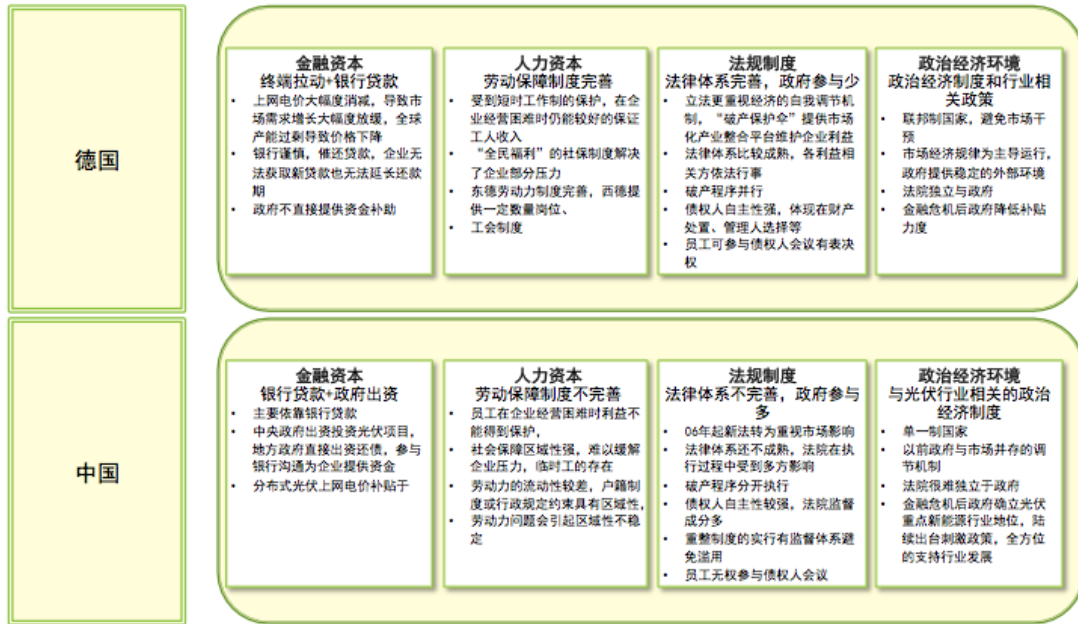 德国
金融资本
终端拉动+银行贷款
• 上网电价大幅度消减，导致市
场需求增长大幅度放缓，全球
产能过剩导致价格下降
• 银行谨慎，催还贷款，企业无
法获取新贷款也无法延长还款
期
• 政府不直接提供资金补助
人力资本
劳动保障制度完善
• 受到短时工作制的保护，在企
业经营困难时仍能较好的保证
工人收入
• “全民福利”的社保制度解决
了企业部分压力
• 东德劳动力制度完善，西德提
供一定数量岗位、
• 工会制度
法规制度
法律体系完善，政府参与少
• 立法更重视经济的自我调节机
制，“破产保护伞”提供市场
化产业整合平台维护企业利益
• 法律体系比较成熟，各利益相
关方依法行事
• 破产程序并行
• 债权人自主性强，体现在财产
处置、管理人选择等
• 员工可参与债权人会议有表决
权
政治经济环境
政治经济制度和行业相
关政策
• 联邦制国家，避免市场干
预
• 市场经济规律为主导运行，
政府提供稳定的外部环境
• 法院独立与政府
• 金融危机后政府降低补贴
力度
中国
金融资本
银行贷款+政府出资
• 主要依靠银行贷款
• 中央政府出资投资光伏项目，
地方政府直接出资还债，参与
银行沟通为企业提供资金
• 分布式光伏上网电价补贴于
人力资本
劳动保障制度不完善
• 员工在企业经营困难时利益不
能得到保护，
• 社会保障区域性强，难以缓解
企业压力，临时工的存在
• 劳动力的流动性较差，户籍制
度或行政规定约束具有区域性，
• 劳动力问题会引起区域性不稳
定
法规制度
法律体系不完善，政府参与
多
• 06年起新法转为重视市场影响
• 法律体系还不成熟，法院在执
行过程中受到多方影响
• 破产程序分开执行
• 债权人自主性较强，法院监督
成分多
• 重整制度的实行有监督体系避
免滥用
• 员工无权参与债权人会议
政治经济环境
与光伏行业相关的政治
经济制度
• 单一制国家
• 以前政府与市场并存的调
节机制
• 法院很难独立于政府
• 金融危机后政府确立光伏
重点新能源行业地位，陆
续出台刺激政策，全方位
的支持行业发展